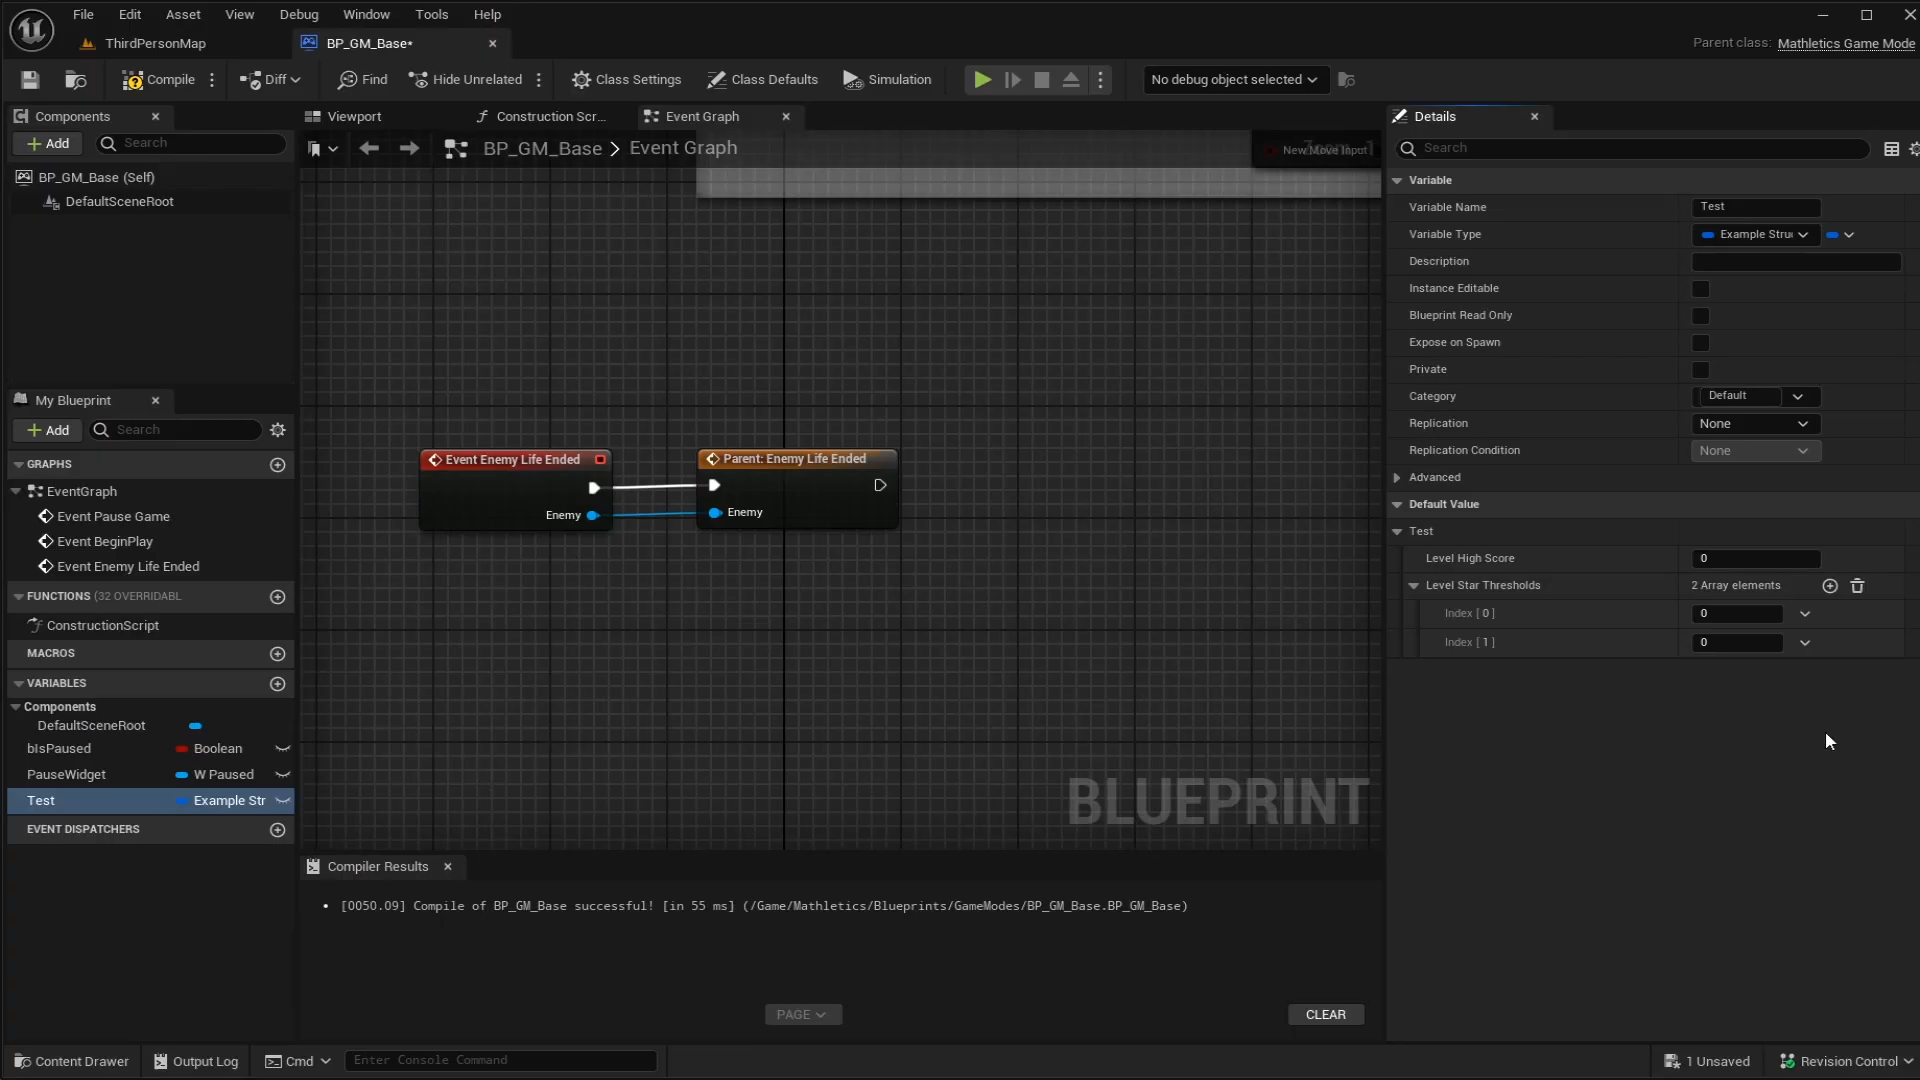 File Edit Asset View Debug Window Tools Help
ThirdPersonMap
BP_GM_Base*
Parent class: Mathletics Game Mode
Compile
Diff
Find
Hide Unrelated
Class Settings
Class Defaults
Simulation
No debug object selected
Components
Add
Search
BP_GM_Base (Self)
DefaultSceneRoot
My Blueprint
Add
Search
GRAPHS
EventGraph
Event Pause Game
Event BeginPlay
Event Enemy Life Ended
FUNCTIONS (32 OVERRIDABL
ConstructionScript
MACROS
VARIABLES
Components
DefaultSceneRoot
bIsPaused Boolean
PauseWidget W Paused
Test Example Str
EVENT DISPATCHERS
Viewport
Construction Scr...
Event Graph
BP_GM_Base > Event Graph
New Move Input
Event Enemy Life Ended
Enemy
Parent: Enemy Life Ended
Enemy
BLUEPRINT
Compiler Results
• [0050.09] Compile of BP_GM_Base successful! [in 55 ms] (/Game/Mathletics/Blueprints/GameModes/BP_GM_Base.BP_GM_Base)
PAGE
CLEAR
Details
Search
Variable
Variable Name Test
Variable Type Example Stru
Description
Instance Editable
Blueprint Read Only
Expose on Spawn
Private
Category Default
Replication None
Replication Condition None
Advanced
Default Value
Test
Level High Score 0
Level Star Thresholds 2 Array elements
Index [ 0 ] 0
Index [ 1 ] 0
Content Drawer
Output Log
Cmd
Enter Console Command
1 Unsaved
Revision Control